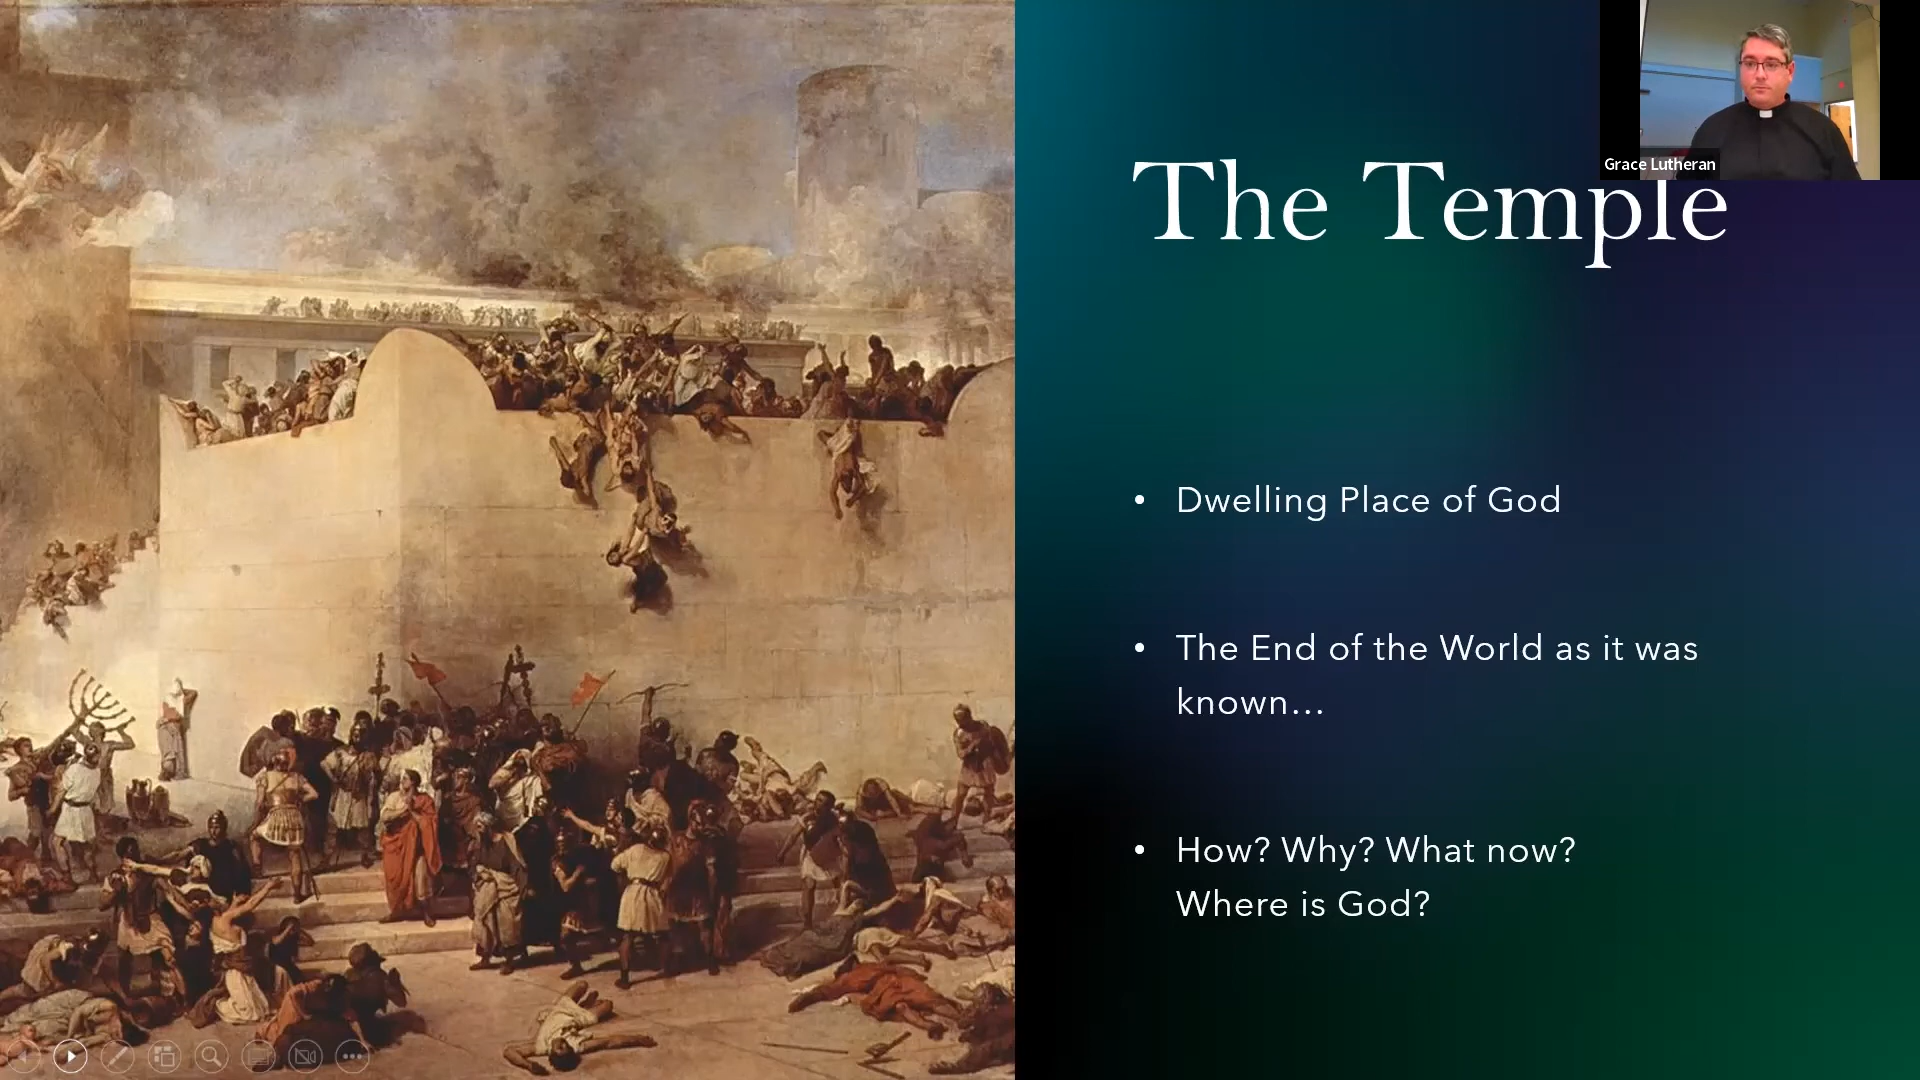 Grace Lutheran
The Temple
• Dwelling Place of God
• The End of the World as it was
known...
• How? Why? What now?
Where is God?